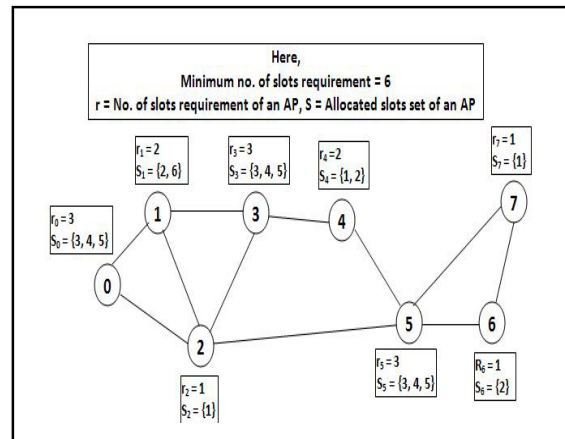 Here,
Minimum no. of slots requirement = 6
r = No. of slots requirement of an AP, S = Allocated slots set of an AP
r₁ = 2
S₁ = {2, 6}
r₃ = 3
S₃ = {3, 4, 5}
r₄ = 2
S₄ = {1, 2}
r₇ = 1
S₇ = {1}
r₀ = 3
S₀ = {3, 4, 5}
1
3
4
7
0
2
5
6
r₂ = 1
S₂ = {1}
r₅ = 3
S₅ = {3, 4, 5}
R₆ = 1
S₆ = {2}